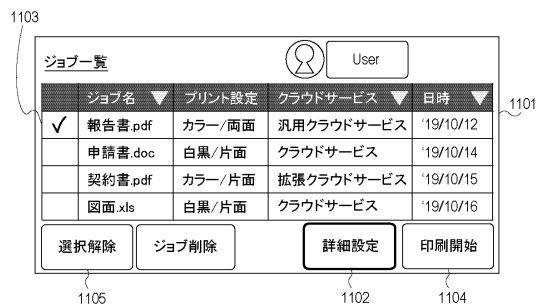 1103
ジョブ一覧 User
ジョブ名 ▼ プリント設定 クラウドサービス ▼ 日時 ▼
1101
✓ 報告書.pdf カラー/両面 汎用クラウドサービス '19/10/12
申請書.doc 白黒/片面 クラウドサービス '19/10/14
契約書.pdf カラー/片面 拡張クラウドサービス '19/10/15
図面.xls 白黒/片面 クラウドサービス '19/10/16
選択解除 ジョブ削除 詳細設定 印刷開始
1105 1102 1104